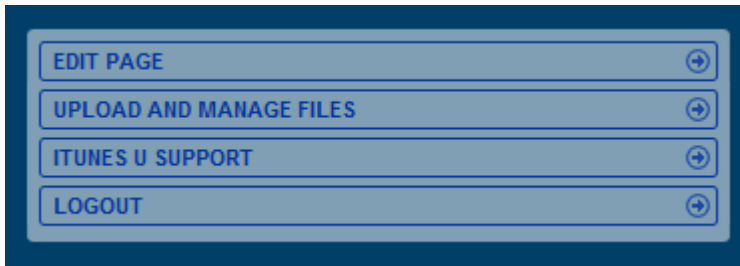 EDIT PAGE
UPLOAD AND MANAGE FILES
ITUNES U SUPPORT
LOGOUT